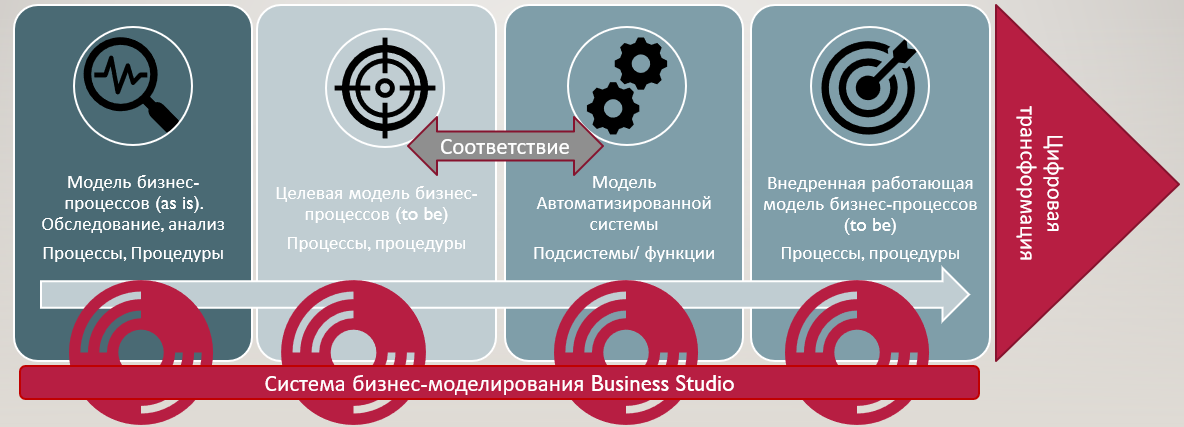 Модель бизнес-
процессов (as is).
Обследование, анализ
Процессы, Процедуры
Целевая модель бизнес-
процессов (to be)
Процессы, процедуры
Соответствие
Модель
Автоматизированной
системы
Подсистемы/ функции
Внедренная работающая
модель бизнес-процессов
(to be)
Процессы, процедуры
Цифровая
трансформация
Система бизнес-моделирования Business Studio